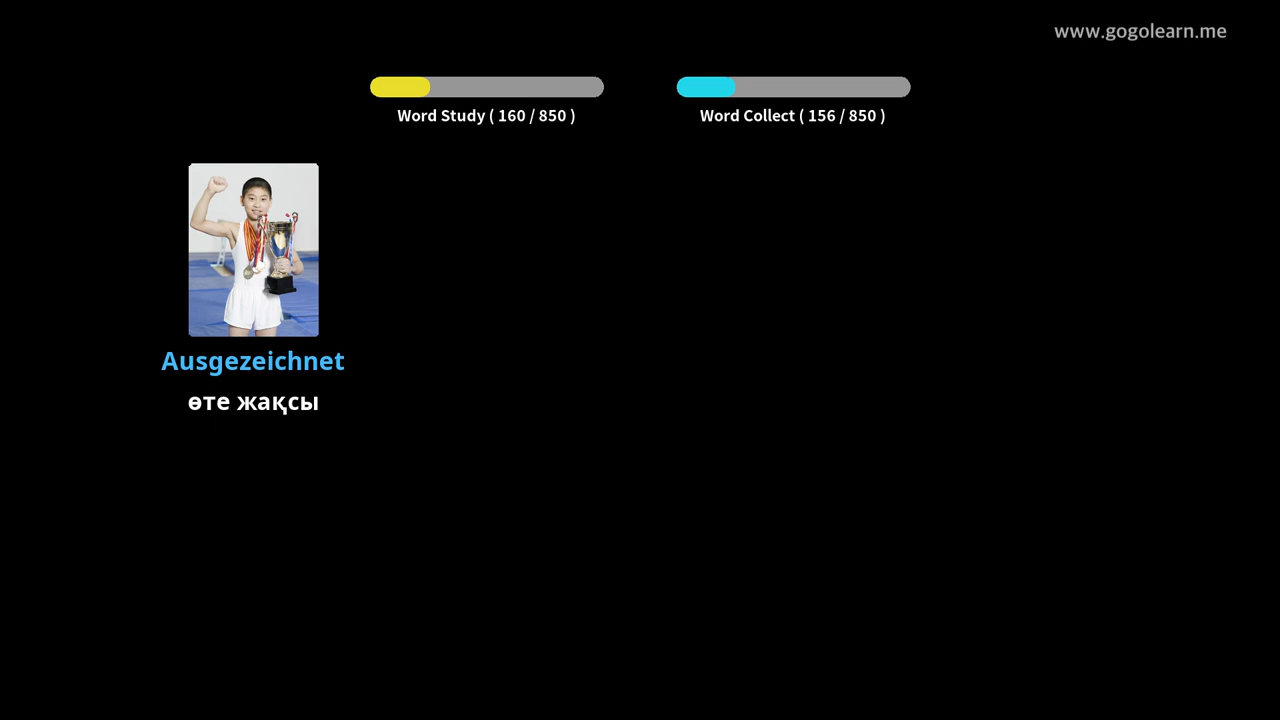 www.gogolearn.me
Word Study ( 160 / 850 )
Word Collect ( 156 / 850 )
Ausgezeichnet
өте жақсы